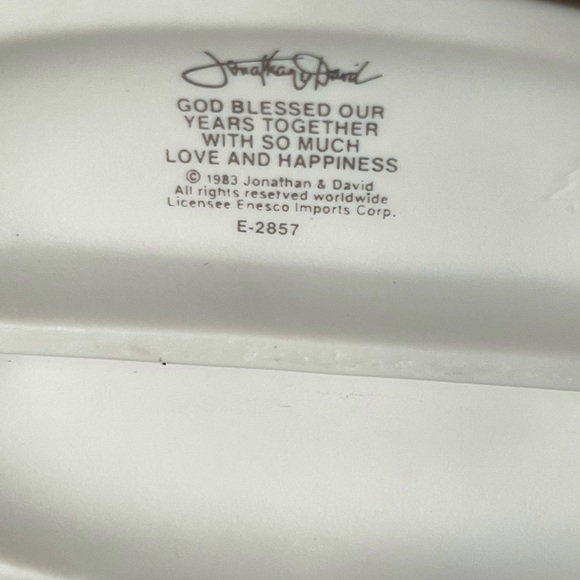 Jonathan & David
GOD BLESSED OUR
YEARS TOGETHER
WITH SO MUCH
LOVE AND HAPPINESS
© 1983 Jonathan & David
All rights reserved worldwide
Licensee Enesco Imports Corp.
E-2857